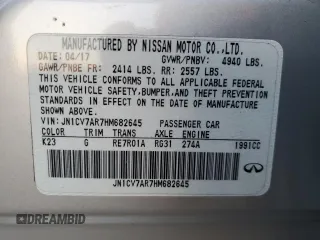 MANUFACTURED BY NISSAN MOTOR CO.,LTD.
DATE: 04/17 GVWR/PNBV: 4940 LBS.
GAWR/PNBE FR: 2414 LBS. RR: 2557 LBS.
THIS VEHICLE CONFORMS TO ALL APPLICABLE FEDERAL
MOTOR VEHICLE SAFETY,BUMPER,AND THEFT PREVENTION
STANDARDS IN EFFECT ON THE DATE OF MANUFACTURE
SHOWN ABOVE.
VIN: JN1CV7AR7HM682645 PASSENGER CAR
COLOR TRIM TRANS AXLE ENGINE
K23 G RE7R01A RG31 274A 1991CC
JN1CV7AR7HM682645
© AUTOBIDMASTER